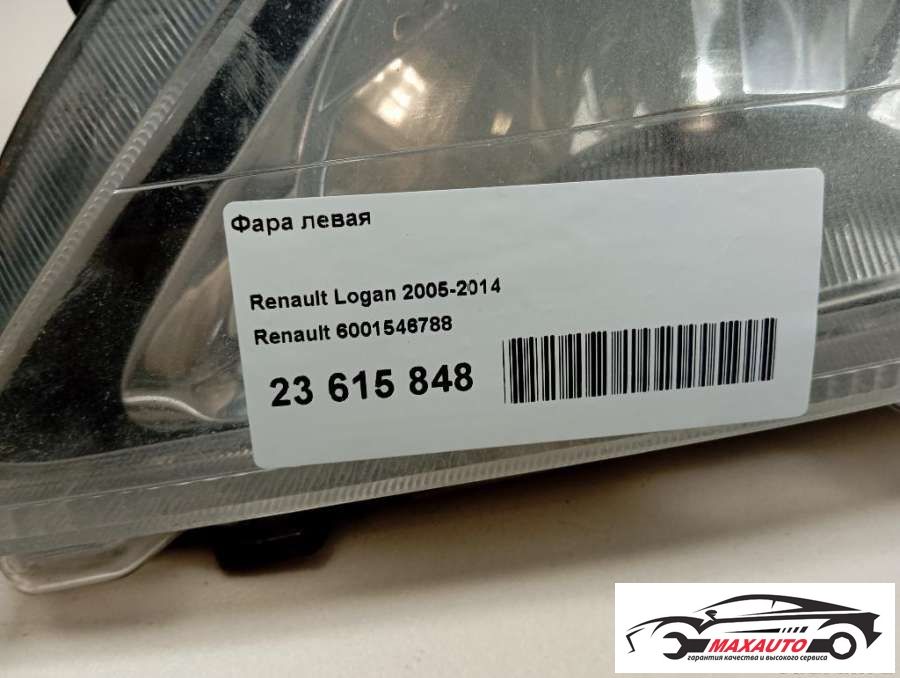 Фара левая
Renault Logan 2005-2014
Renault 6001546788
23 615 848
MAXAUTO
гарантия качества и высокого сервиса